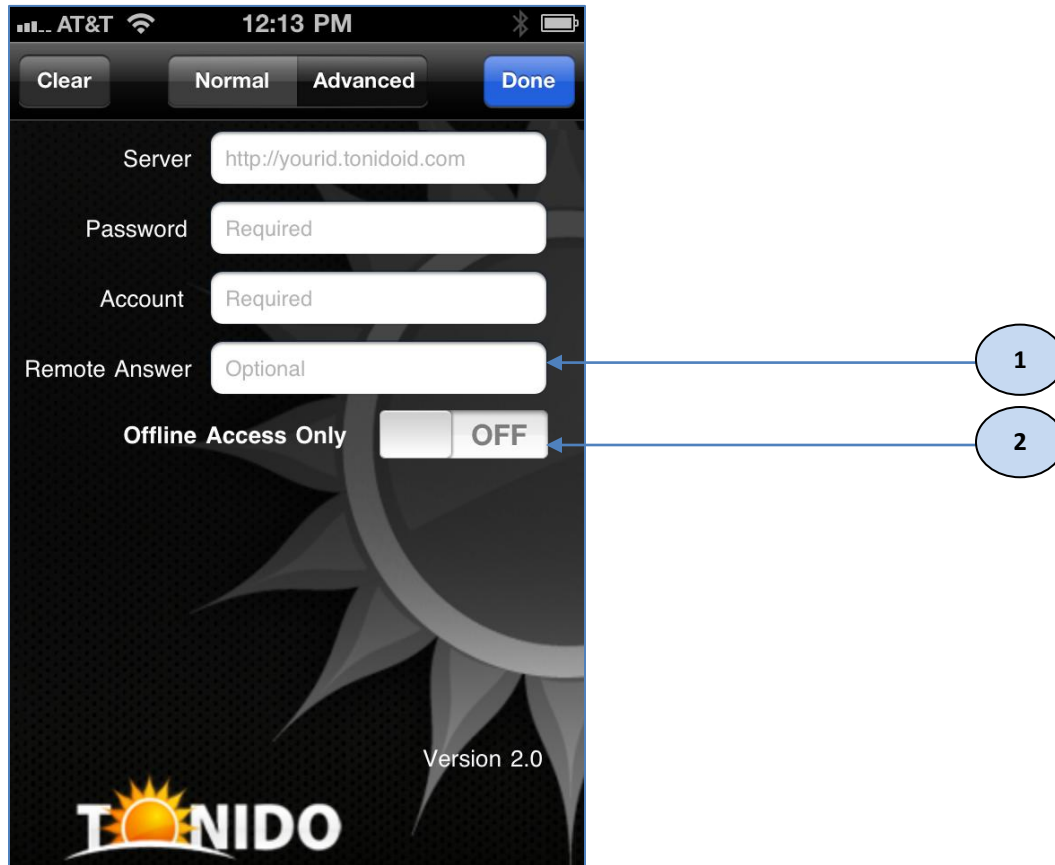 AT&T 12:13 PM
Clear Normal Advanced Done
Server http://yourid.tonidoid.com
Password Required
Account Required
Remote Answer Optional
1
Offline Access Only OFF
2
Version 2.0
TONIDO